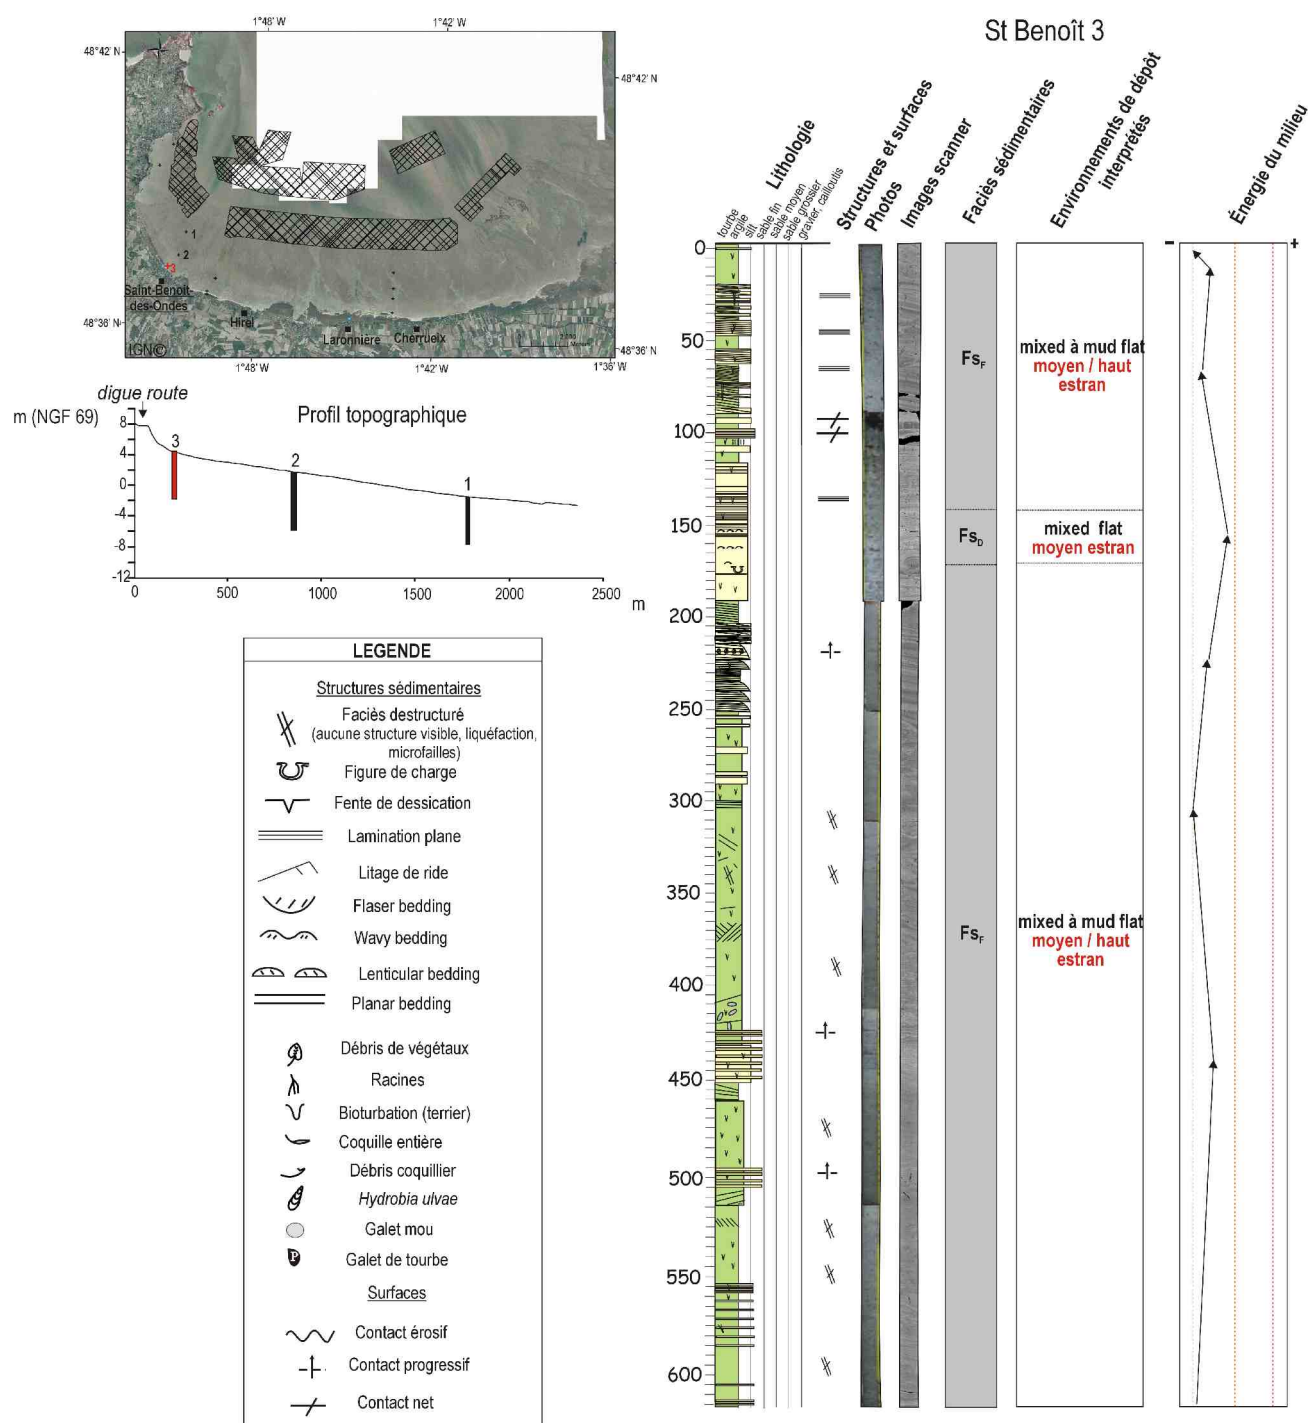 St Benoît 3
1°48' W
1°42' W
48°42' N
48°42' N
1
2
3
Saint-Benoit-
des-Ondes
Hirel
Laronnière
Cherrueix
48°36' N
48°36' N
IGN©
1°48' W
1°42' W
1°36' W
digue route
m (NGF 69)
Profil topographique
8
4
0
-4
-8
-12
3
2
1
0
500
1000
1500
2000
2500
m
LEGENDE
Structures sédimentaires
Faciès destructuré
(aucune structure visible, liquéfaction,
microfailles)
Figure de charge
Fente de dessication
Lamination plane
Litage de ride
Flaser bedding
Wavy bedding
Lenticular bedding
Planar bedding
Débris de végétaux
Racines
Bioturbation (terrier)
Coquille entière
Débris coquillier
Hydrobia ulvae
Galet mou
P
Galet de tourbe
Surfaces
Contact érosif
Contact progressif
Contact net
Lithologie
tourbe
argile
silt
sable fin
sable moyen
sable grossier
gravier, cailloutis
Structures et surfaces
Photos
Images scanner
Faciès sédimentaires
Environnements de dépôt
interprétés
Énergie du milieu
-
+
0
50
100
150
200
250
300
350
400
450
500
550
600
FsF
mixed à mud flat
moyen / haut
estran
FsD
mixed flat
moyen estran
FsF
mixed à mud flat
moyen / haut
estran